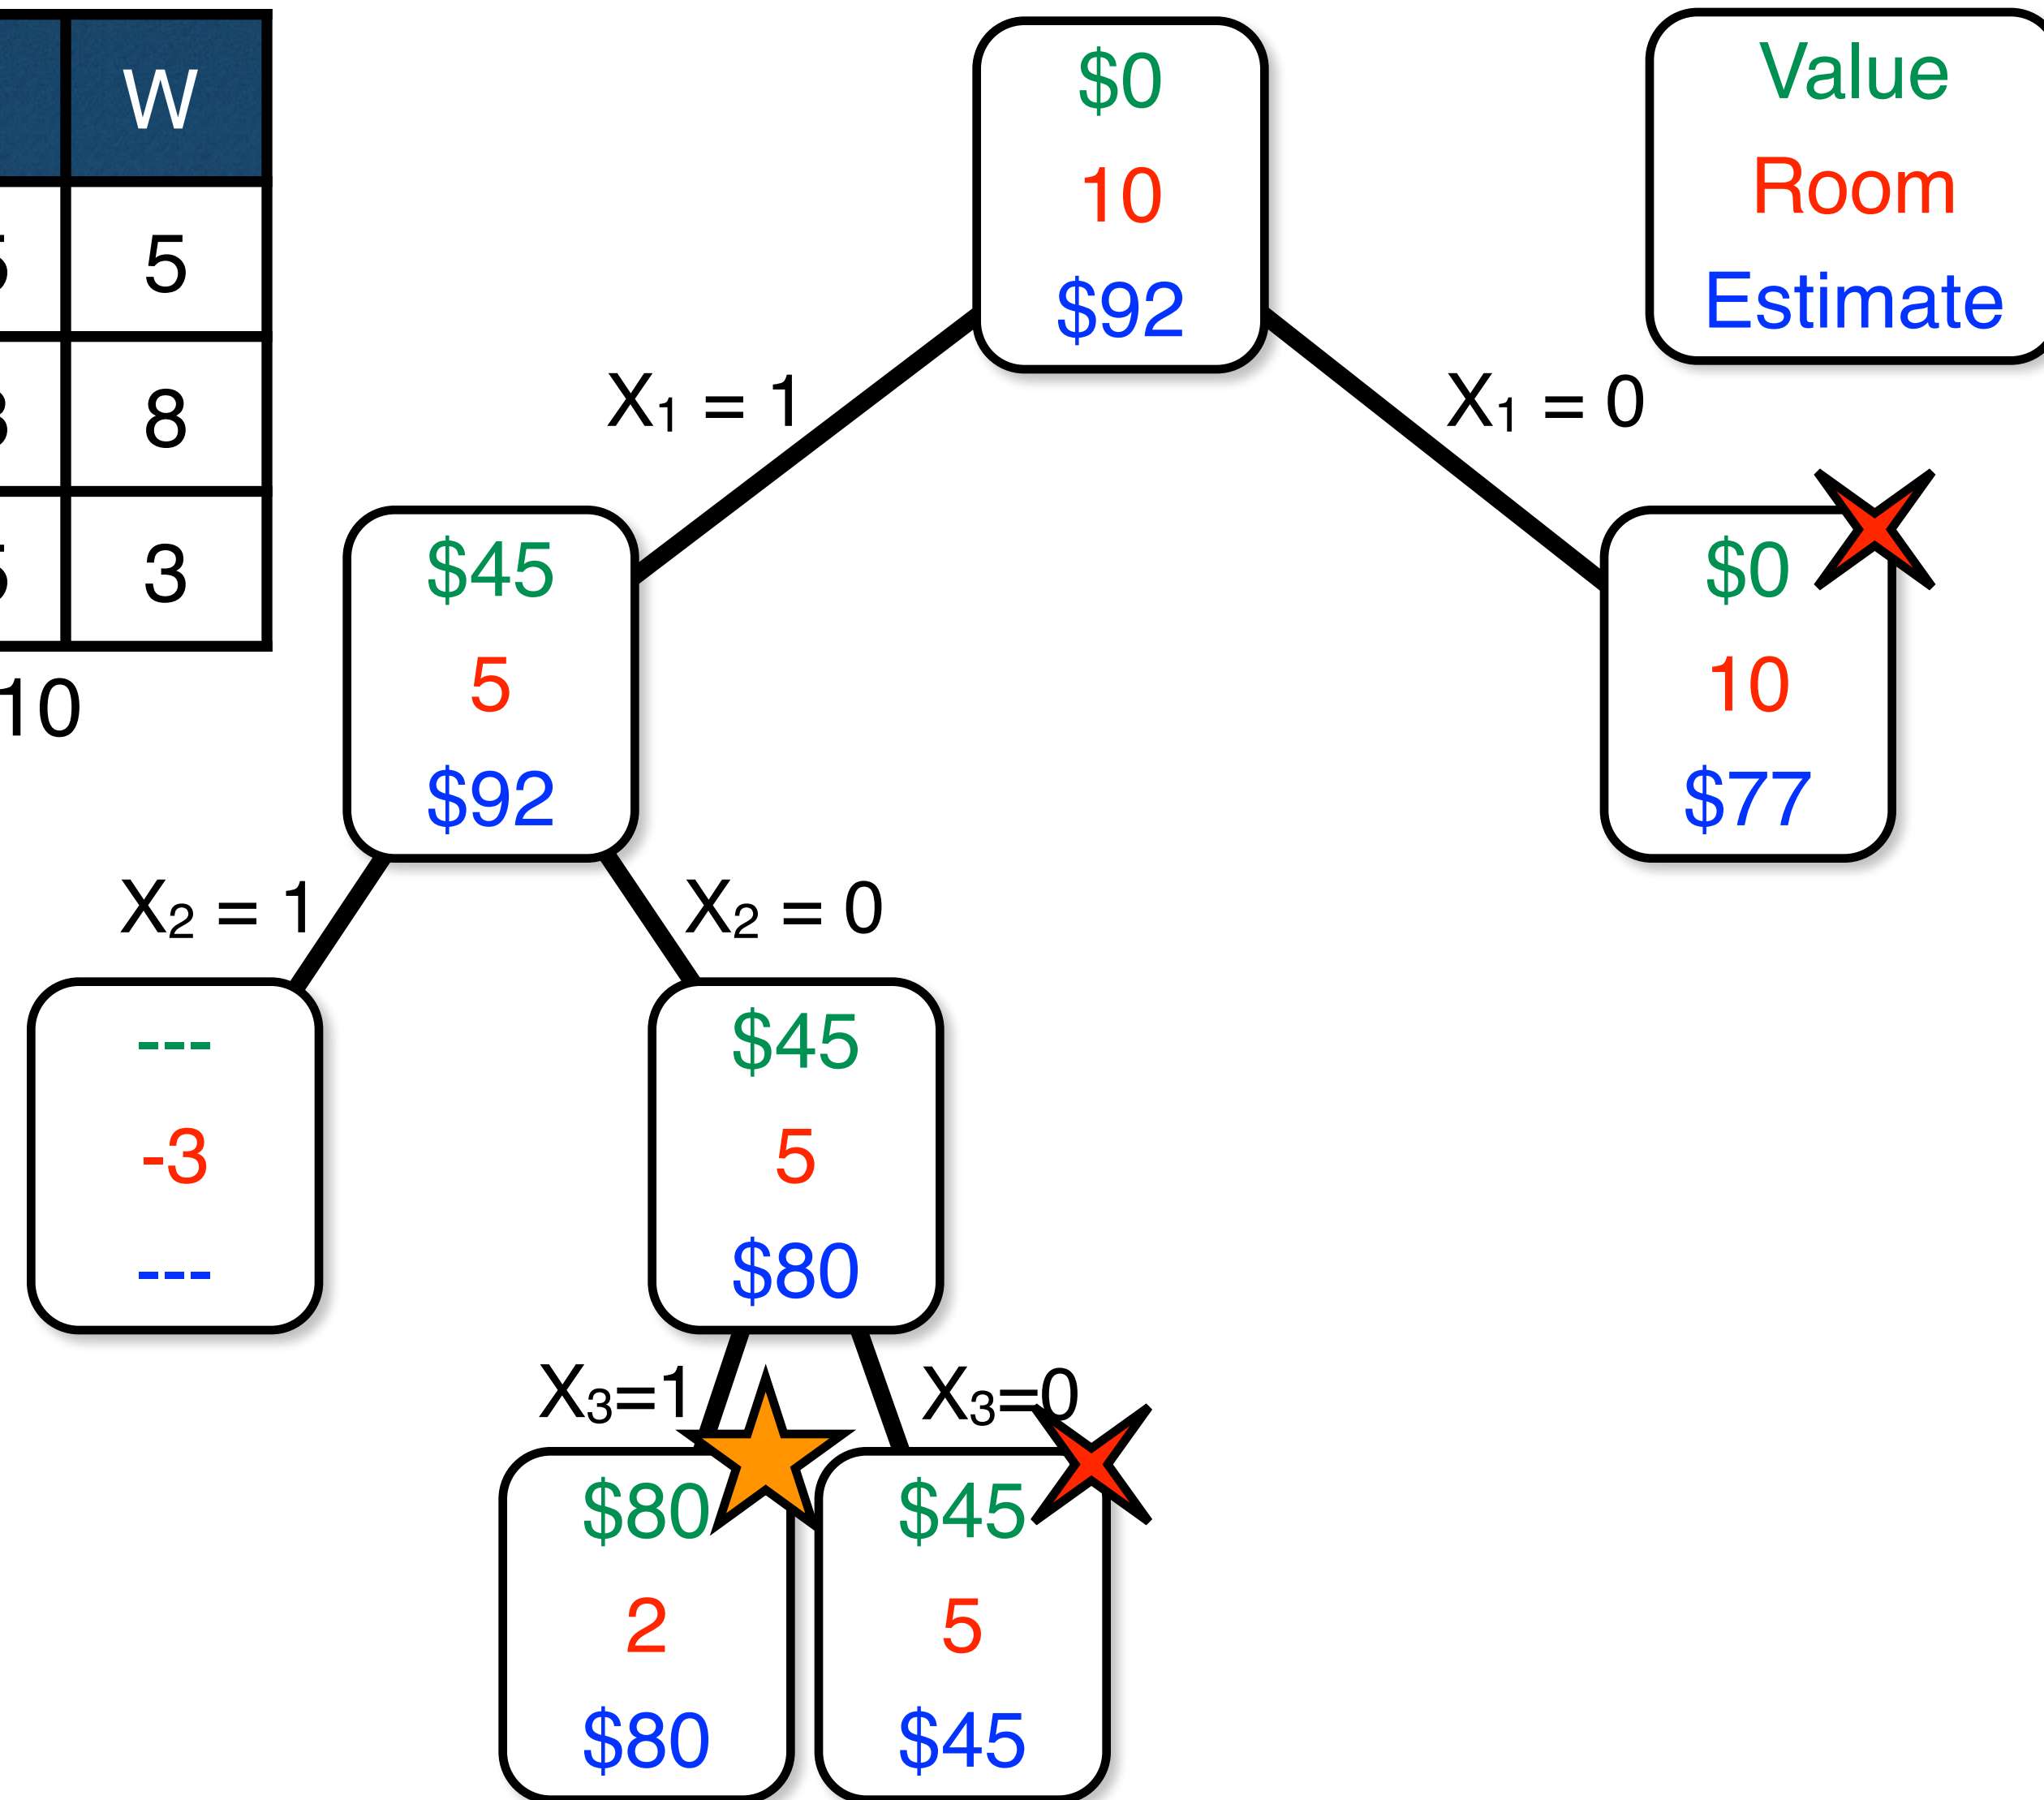 W
5
8
3
10
$0
10
$92
Value
Room
Estimate
X₁ = 1
X₁ = 0
$45
5
$92
$0
10
$77
X₂ = 1
X₂ = 0
---
-3
---
$45
5
$80
X₃=1
X₃=0
$80
2
$80
$45
5
$45